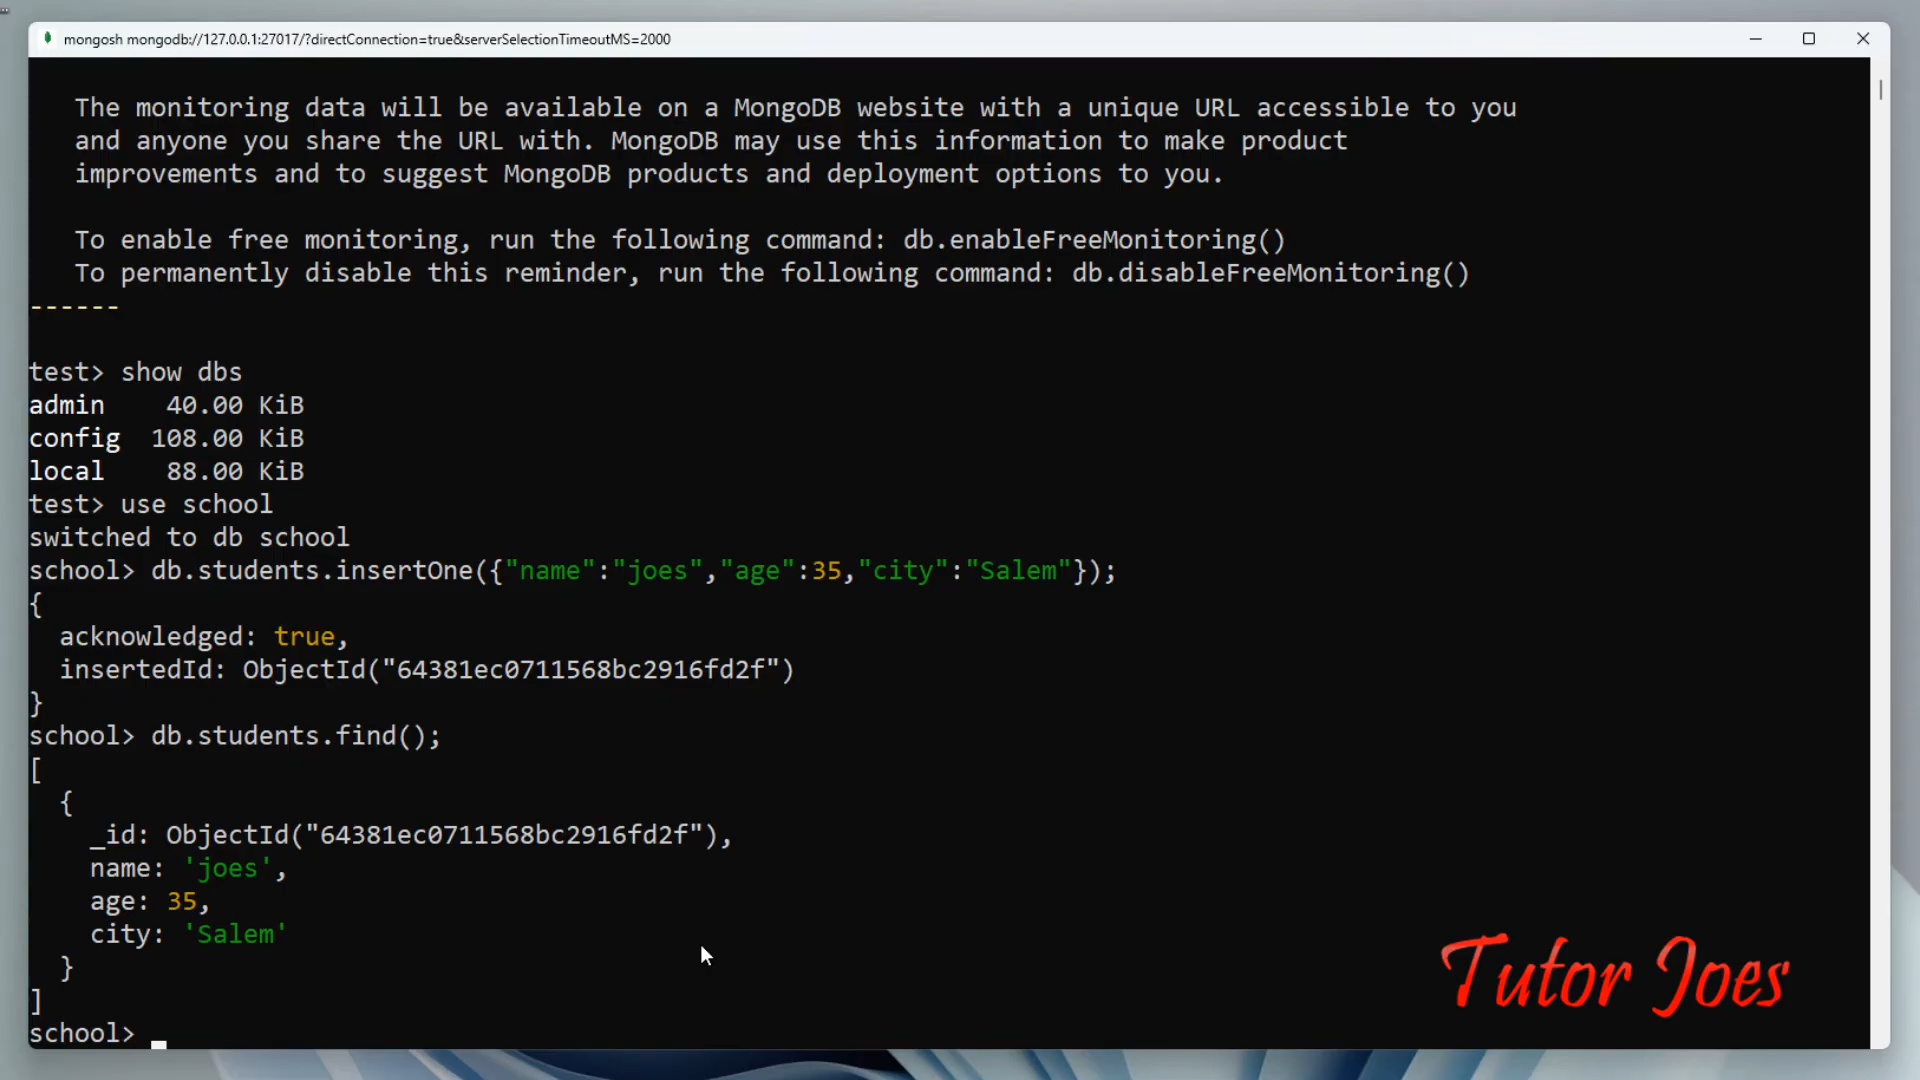 mongosh mongodb://127.0.0.1:27017/?directConnection=true&serverSelectionTimeoutMS=2000
The monitoring data will be available on a MongoDB website with a unique URL accessible to you
and anyone you share the URL with. MongoDB may use this information to make product
improvements and to suggest MongoDB products and deployment options to you.
To enable free monitoring, run the following command: db.enableFreeMonitoring()
To permanently disable this reminder, run the following command: db.disableFreeMonitoring()
------
test> show dbs
admin    40.00 KiB
config  108.00 KiB
local    88.00 KiB
test> use school
switched to db school
school> db.students.insertOne({"name":"joes","age":35,"city":"Salem"});
{
  acknowledged: true,
  insertedId: ObjectId("64381ec0711568bc2916fd2f")
}
school> db.students.find();
[
  {
    _id: ObjectId("64381ec0711568bc2916fd2f"),
    name: 'joes',
    age: 35,
    city: 'Salem'
  }
]
school>
Tutor Joes